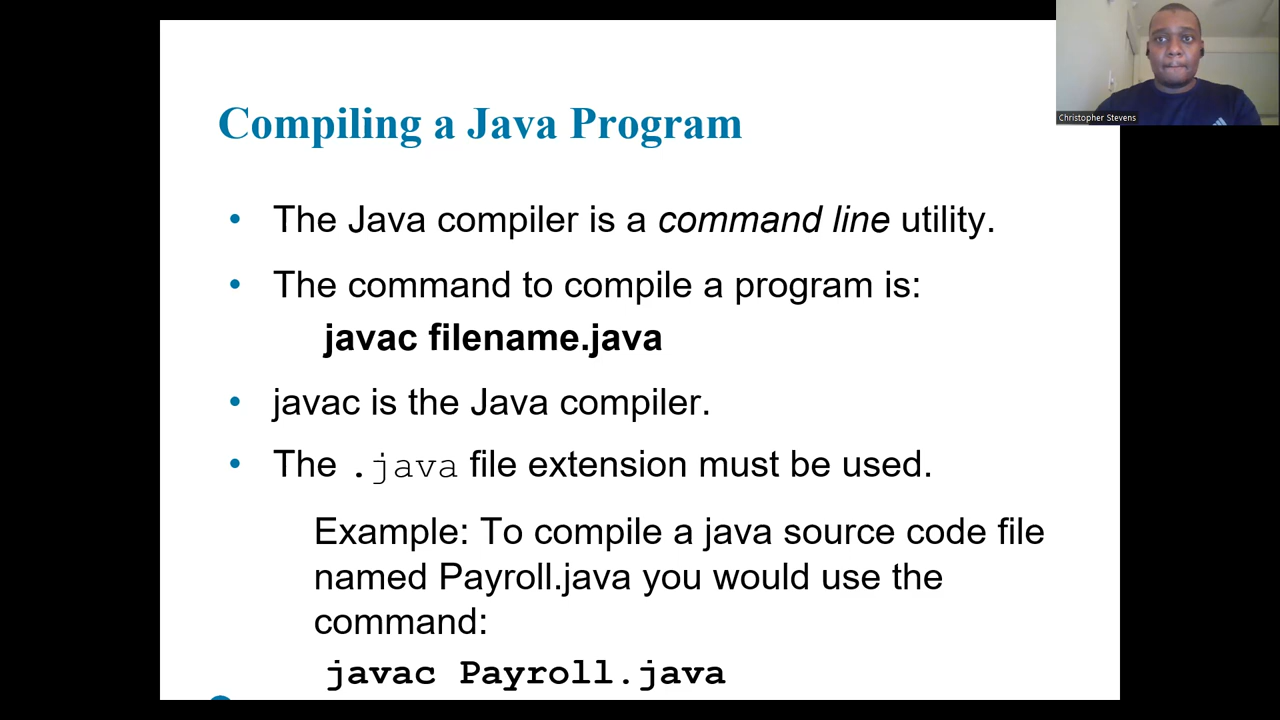 Compiling a Java Program
• The Java compiler is a command line utility.
• The command to compile a program is:
javac filename.java
• javac is the Java compiler.
• The .java file extension must be used.
Example: To compile a java source code file
named Payroll.java you would use the
command:
javac Payroll.java
Christopher Stevens